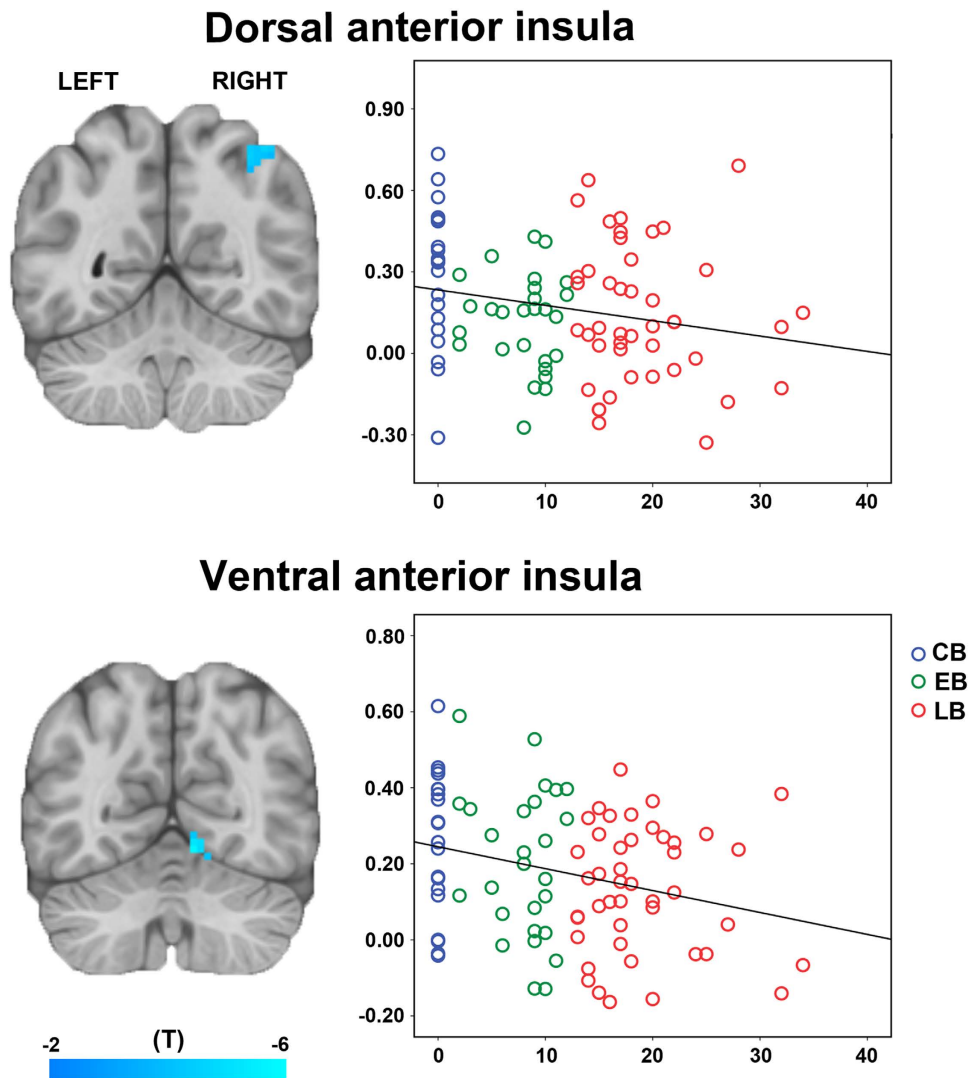 Dorsal anterior insula
LEFT RIGHT
0.90
0.60
0.30
0.00
-0.30
0 10 20 30 40
Ventral anterior insula
0.80
0.60
0.40
0.20
0.00
-0.20
0 10 20 30 40
CB
EB
LB
-2 (T) -6